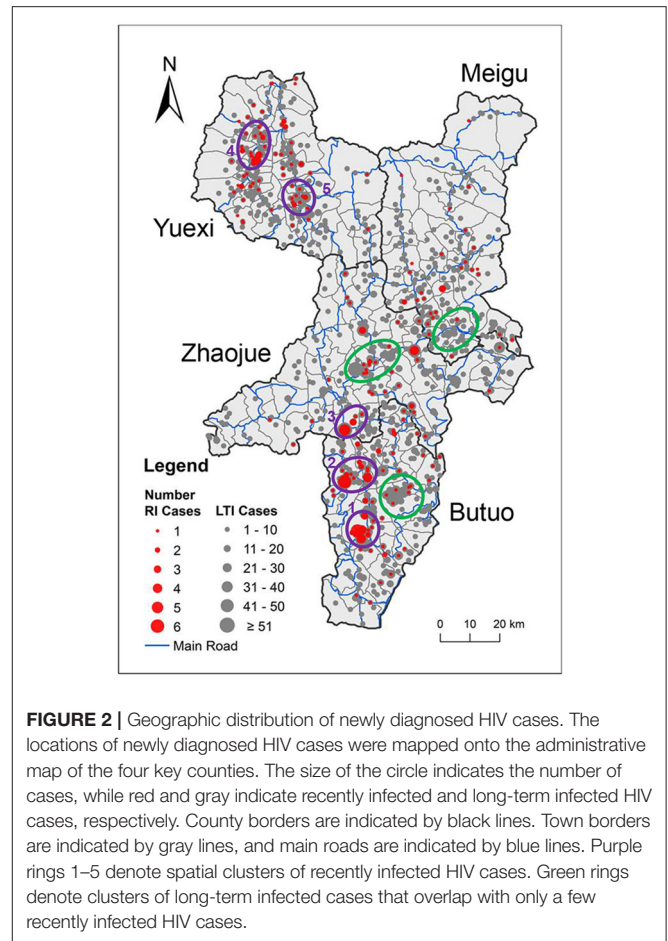 N
Meigu
4
5
Yuexi
Zhaojue
3
2
1
Butuo
Legend
Number
RI Cases LTI Cases
1 1 - 10
2 11 - 20
3 21 - 30
4 31 - 40
5 41 - 50
6 ≥ 51
Main Road
0 10 20 km
FIGURE 2 | Geographic distribution of newly diagnosed HIV cases. The
locations of newly diagnosed HIV cases were mapped onto the administrative
map of the four key counties. The size of the circle indicates the number of
cases, while red and gray indicate recently infected and long-term infected HIV
cases, respectively. County borders are indicated by black lines. Town borders
are indicated by gray lines, and main roads are indicated by blue lines. Purple
rings 1–5 denote spatial clusters of recently infected HIV cases. Green rings
denote clusters of long-term infected cases that overlap with only a few
recently infected HIV cases.